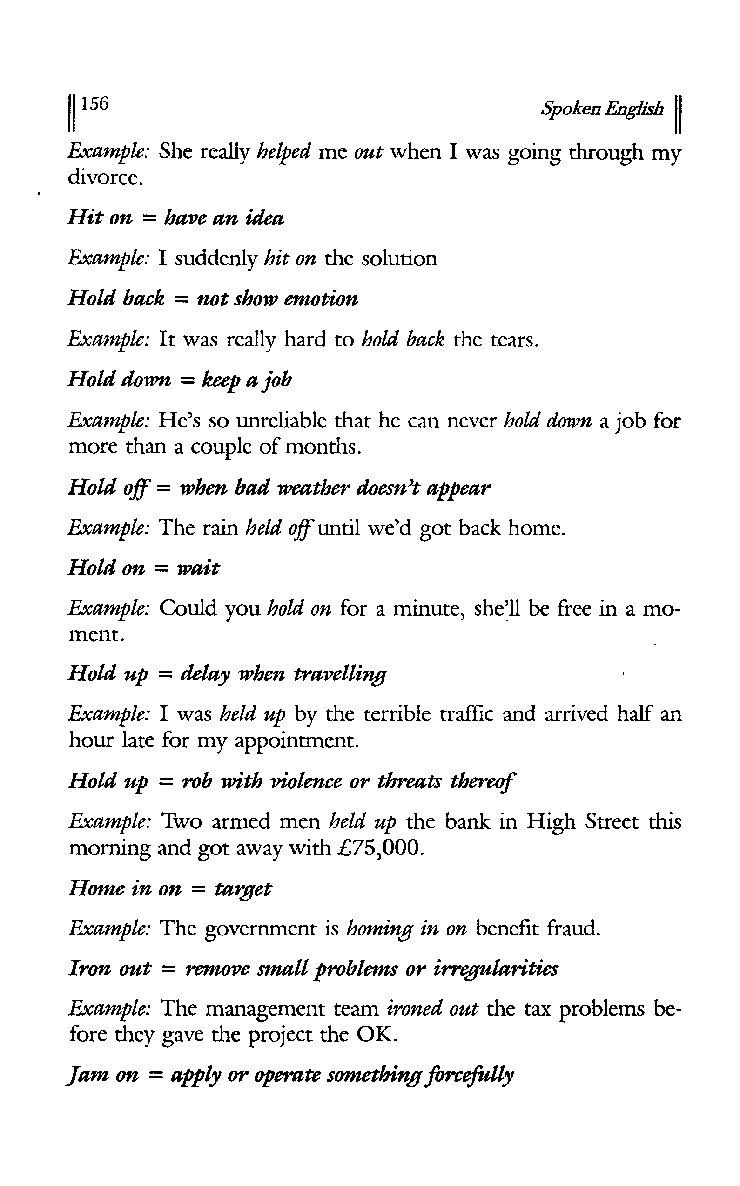 156 Spoken English
Example: She really helped me out when I was going through my
divorce.
Hit on = have an idea
Example: I suddenly hit on the solution
Hold back = not show emotion
Example: It was really hard to hold back the tears.
Hold down = keep a job
Example: He's so unreliable that he can never hold down a job for
more than a couple of months.
Hold off = when bad weather doesn't appear
Example: The rain held off until we'd got back home.
Hold on = wait
Example: Could you hold on for a minute, she'll be free in a mo-
ment.
Hold up = delay when travelling
Example: I was held up by the terrible traffic and arrived half an
hour late for my appointment.
Hold up = rob with violence or threats thereof
Example: Two armed men held up the bank in High Street this
morning and got away with £75,000.
Home in on = target
Example: The government is homing in on benefit fraud.
Iron out = remove small problems or irregularities
Example: The management team ironed out the tax problems be-
fore they gave the project the OK.
Jam on = apply or operate something forcefully